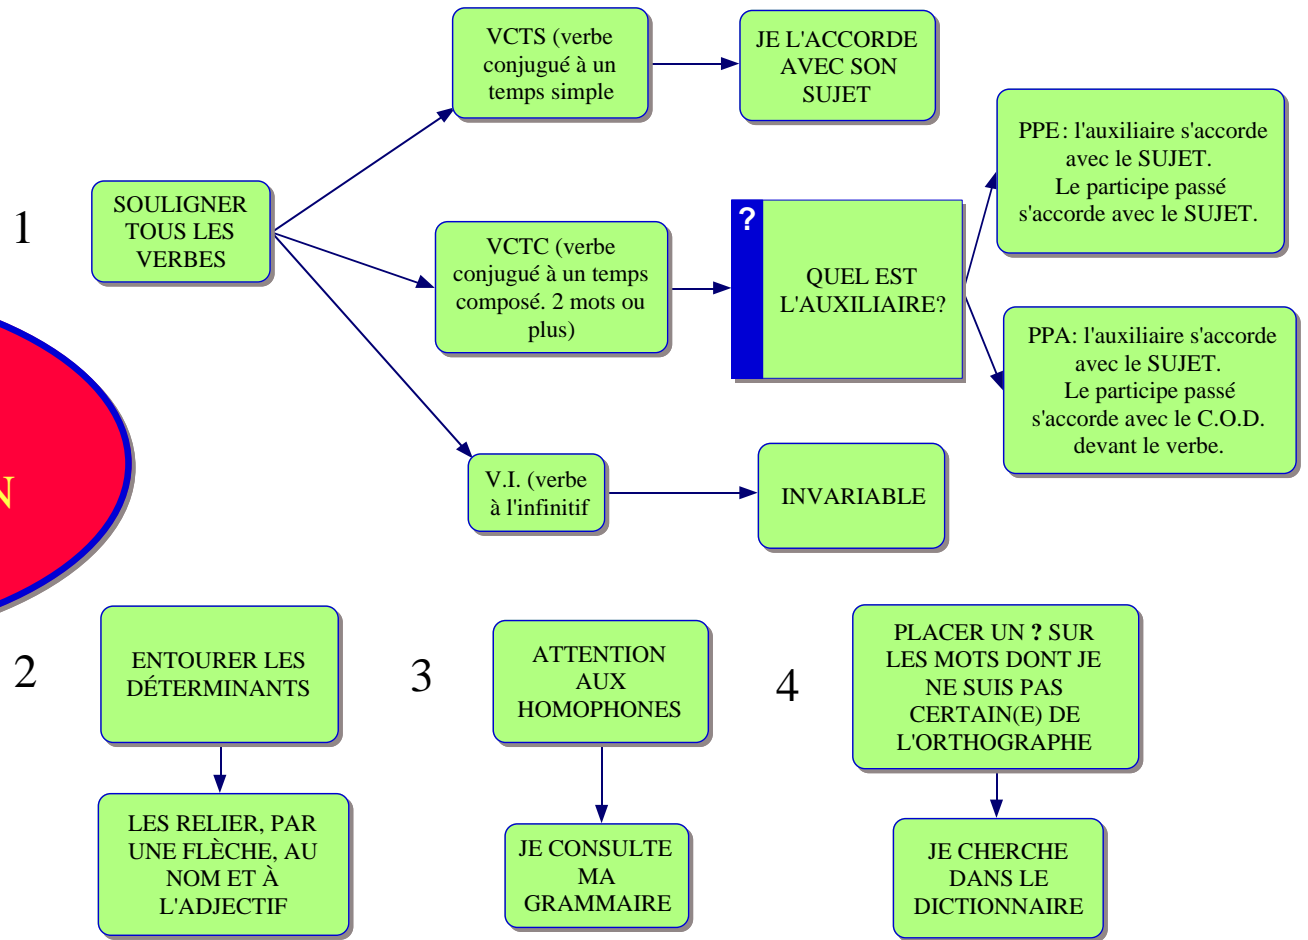 1
SOULIGNER
TOUS LES
VERBES
VCTS (verbe
conjugué à un
temps simple
JE L'ACCORDE
AVEC SON
SUJET
VCTC (verbe
conjugué à un temps
composé. 2 mots ou
plus)
?
QUEL EST
L'AUXILIAIRE?
PPE: l'auxiliaire s'accorde
avec le SUJET.
Le participe passé
s'accorde avec le SUJET.
PPA: l'auxiliaire s'accorde
avec le SUJET.
Le participe passé
s'accorde avec le C.O.D.
devant le verbe.
V.I. (verbe
à l'infinitif
INVARIABLE
N
2
ENTOURER LES
DÉTERMINANTS
LES RELIER, PAR
UNE FLÈCHE, AU
NOM ET À
L'ADJECTIF
3
ATTENTION
AUX
HOMOPHONES
JE CONSULTE
MA
GRAMMAIRE
4
PLACER UN ? SUR
LES MOTS DONT JE
NE SUIS PAS
CERTAIN(E) DE
L'ORTHOGRAPHE
JE CHERCHE
DANS LE
DICTIONNAIRE